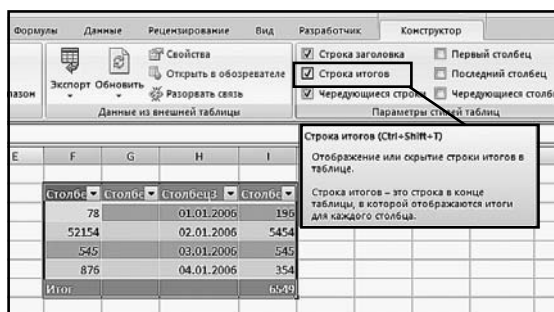 Формулы Данные Рецензирование Вид Разработчик Конструктор
Свойства
Открыть в обозревателе
Разорвать связь
Экспорт Обновить
азон
Данные из внешней таблицы
Строка заголовка
Строка итогов
Чередующиеся строки
Первый столбец
Последний столбец
Чередующиеся столб
Параметры стилей таблиц
Строка итогов (Ctrl+Shift+T)
Отображение или скрытие строки итогов в
таблице.
Строка итогов – это строка в конце
таблицы, в которой отображаются итоги
для каждого столбца.
E F G H I
Столбе Столбе Столбец3 Столбе
78 01.01.2006 196
52154 02.01.2006 5454
545 03.01.2006 545
876 04.01.2006 354
Итог 6549